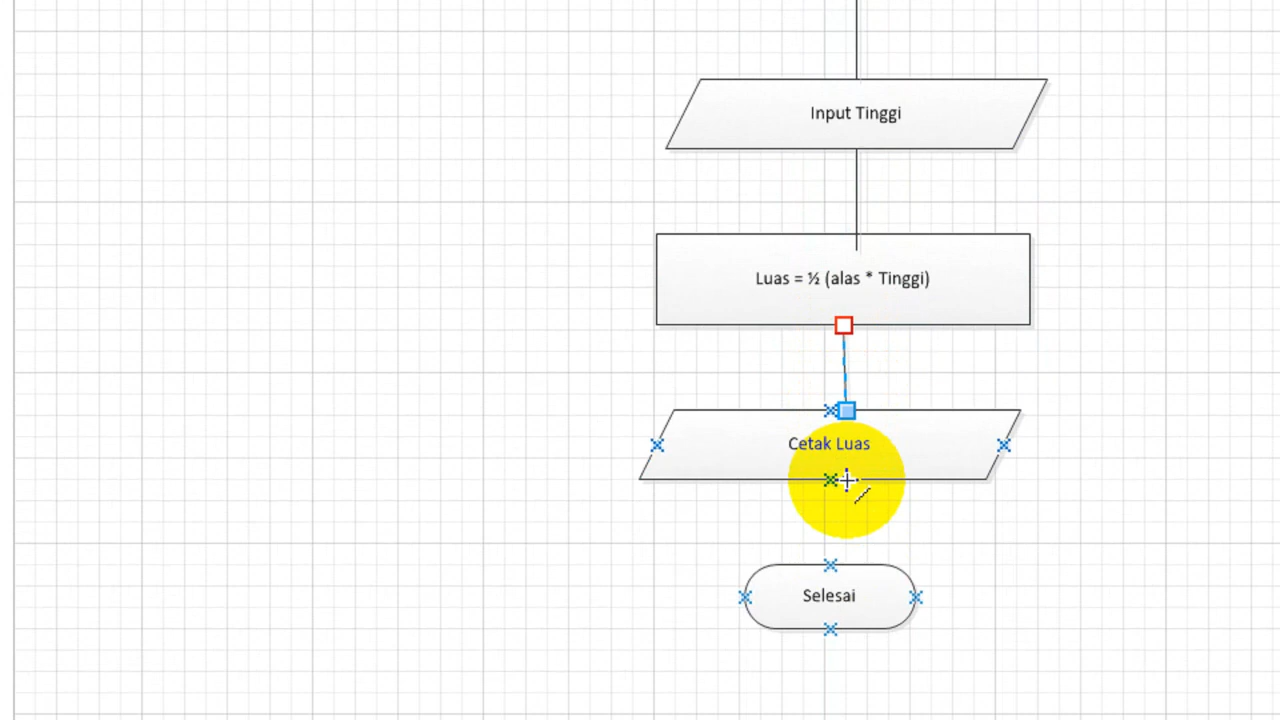 Input Tinggi
Luas = ½ (alas * Tinggi)
Cetak Luas
Selesai